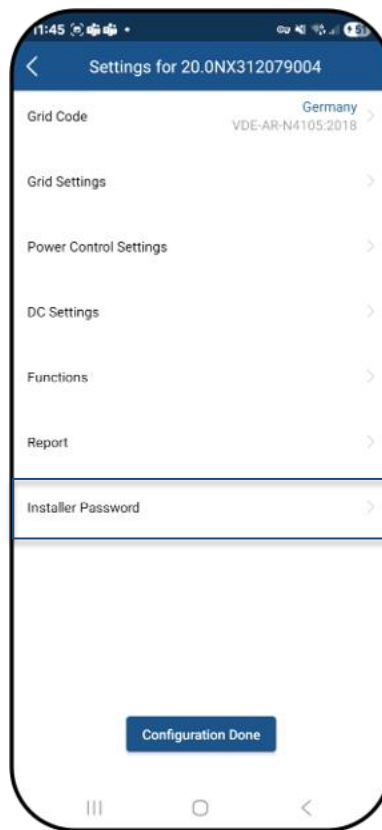 11:45
Settings for 20.0NX312079004
Grid Code
Germany
VDE-AR-N4105:2018
Grid Settings
Power Control Settings
DC Settings
Functions
Report
Installer Password
Configuration Done